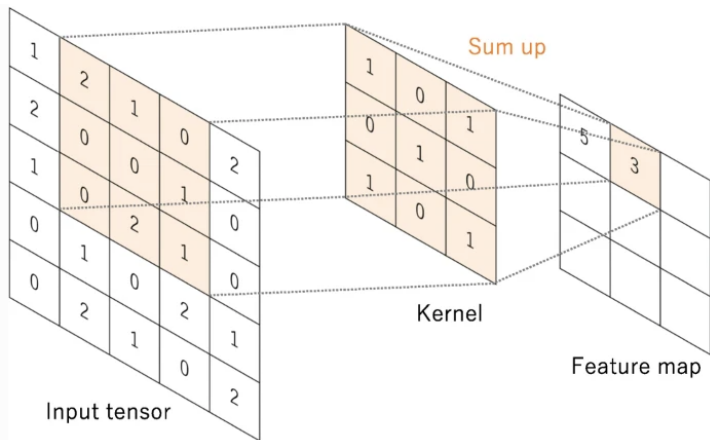 Sum up
1 2 1 0 2
2 0 0 1 0
1 0 2 1 0
0 1 0 2 1
0 2 1 0 2
Input tensor
1 0 1
0 1 0
1 0 1
Kernel
5 3
Feature map